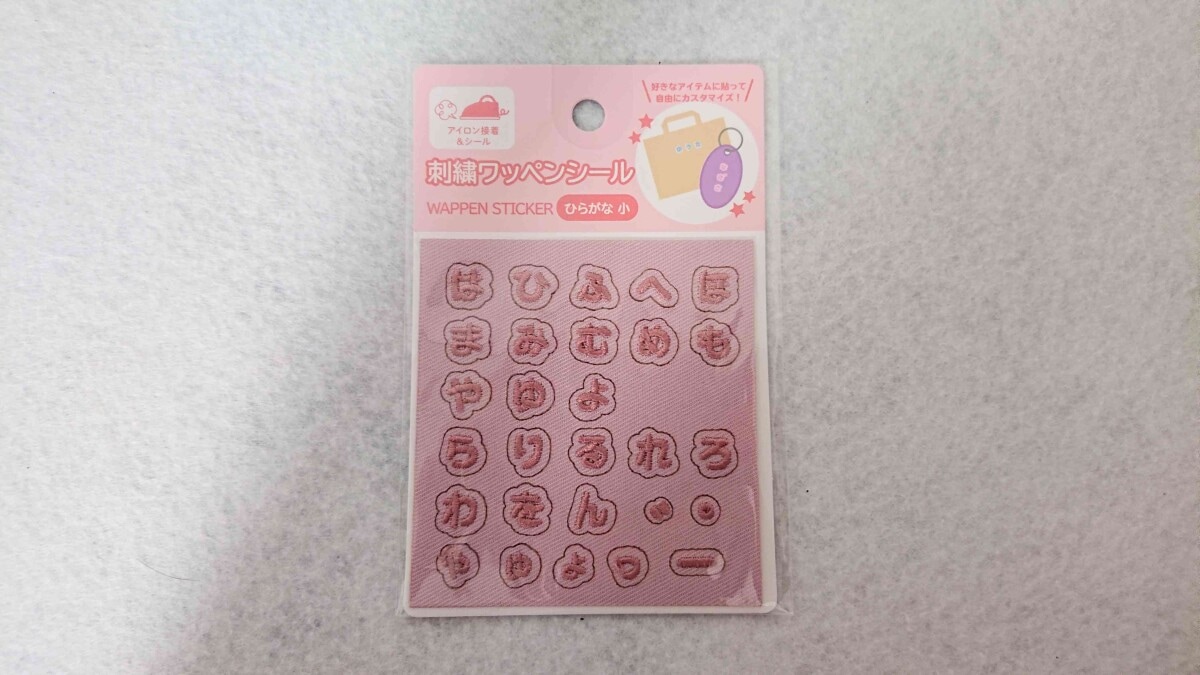 アイロン接着
&シール
好きなアイテムに貼って
自由にカスタマイズ!
刺繍ワッペンシール
WAPPEN STICKER ひらがな 小
はひふへほ
まみむめも
やゆよ
らりるれろ
わをん゛゜
ゃゅょっー